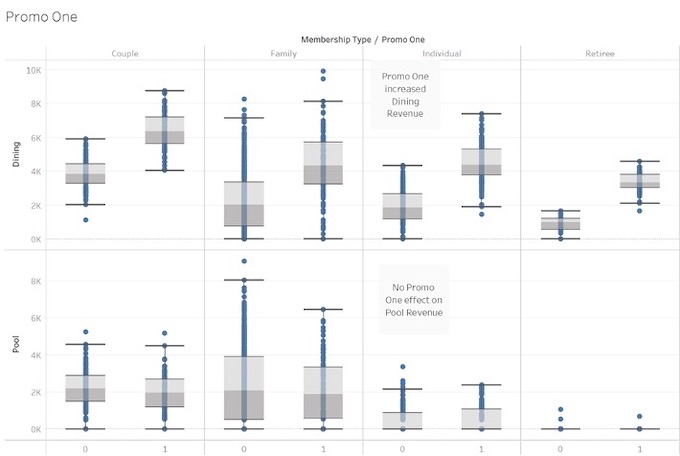 Promo One
Membership Type / Promo One
Couple Family Individual Retiree
10K
Promo One
increased
Dining
Revenue
8K
6K
Dining
4K
2K
0K
No Promo
One effect on
Pool Revenue
8K
6K
Pool
4K
2K
0K
0 1 0 1 0 1 0 1